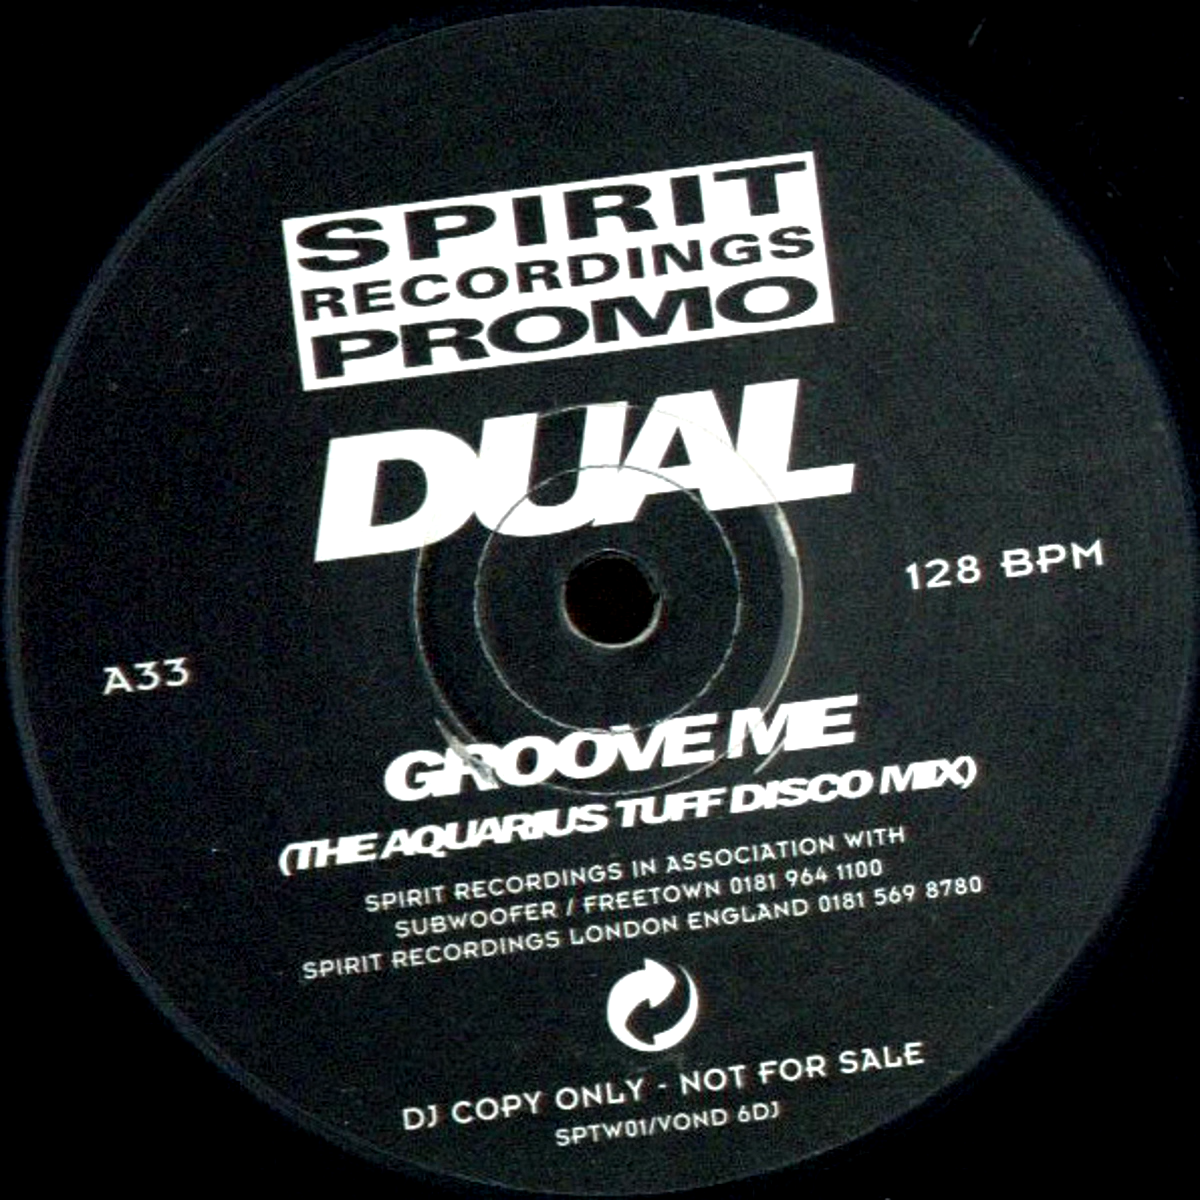 SPIRIT
RECORDINGS
PROMO
DUAL
128 BPM
A33
GROOVE ME
(THE AQUARIUS TUFF DISCO MIX)
SPIRIT RECORDINGS IN ASSOCIATION WITH
SUBWOOFER / FREETOWN 0181 964 1100
SPIRIT RECORDINGS LONDON ENGLAND 0181 569 8780
DJ COPY ONLY - NOT FOR SALE
SPTW01/VOND 6DJ